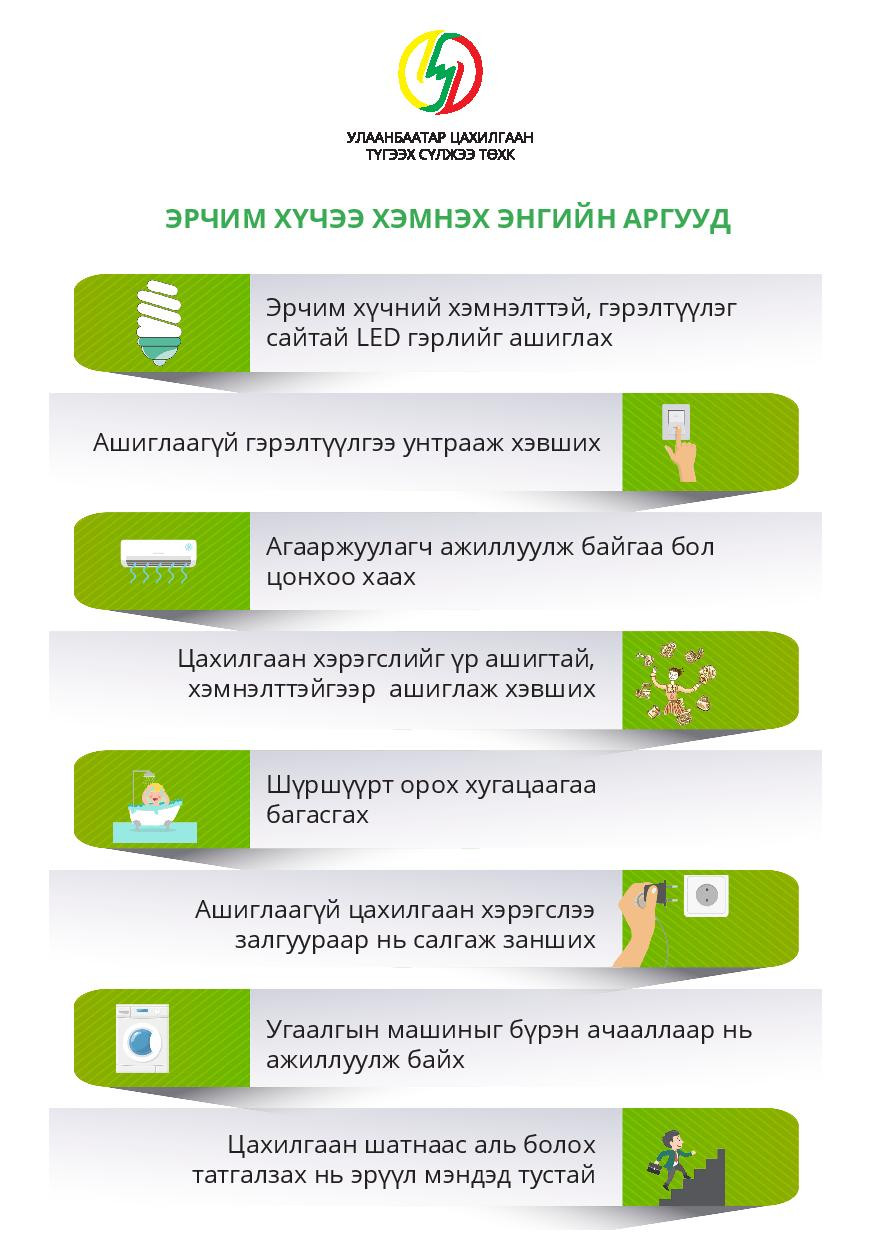 УЛААНБААТАР ЦАХИЛГААН
ТҮГЭЭХ СҮЛЖЭЭ ТӨХК
ЭРЧИМ ХҮЧЭЭ ХЭМНЭХ ЭНГИЙН АРГУУД
Эрчим хүчний хэмнэлттэй, гэрэлтүүлэг
сайтай LED гэрлийг ашиглах
Ашиглаагүй гэрэлтүүлгээ унтрааж хэвших
Агааржуулагч ажиллуулж байгаа бол
цонхоо хаах
Цахилгаан хэрэгслийг үр ашигтай,
хэмнэлттэйгээр ашиглаж хэвших
Шүршүүрт орох хугацаагаа
багасгах
Ашиглаагүй цахилгаан хэрэгслээ
залгуураар нь салгаж занших
Угаалгын машиныг бүрэн ачааллаар нь
ажиллуулж байх
Цахилгаан шатнаас аль болох
татгалзах нь эрүүл мэндэд тустай